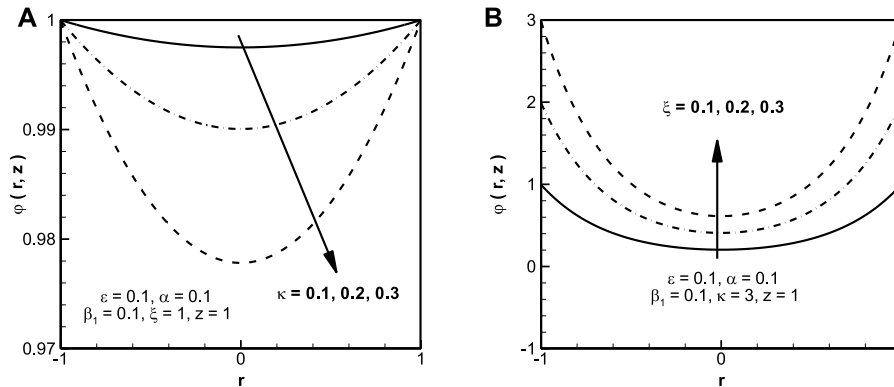 A
B
1
0.99
0.98
0.97
φ ( r, z )
-1
0
1
r
κ = 0.1, 0.2, 0.3
ε = 0.1, α = 0.1
β₁ = 0.1, ξ = 1, z = 1
3
2
1
0
-1
φ ( r, z )
-1
0
r
ξ = 0.1, 0.2, 0.3
ε = 0.1, α = 0.1
β₁ = 0.1, κ = 3, z = 1